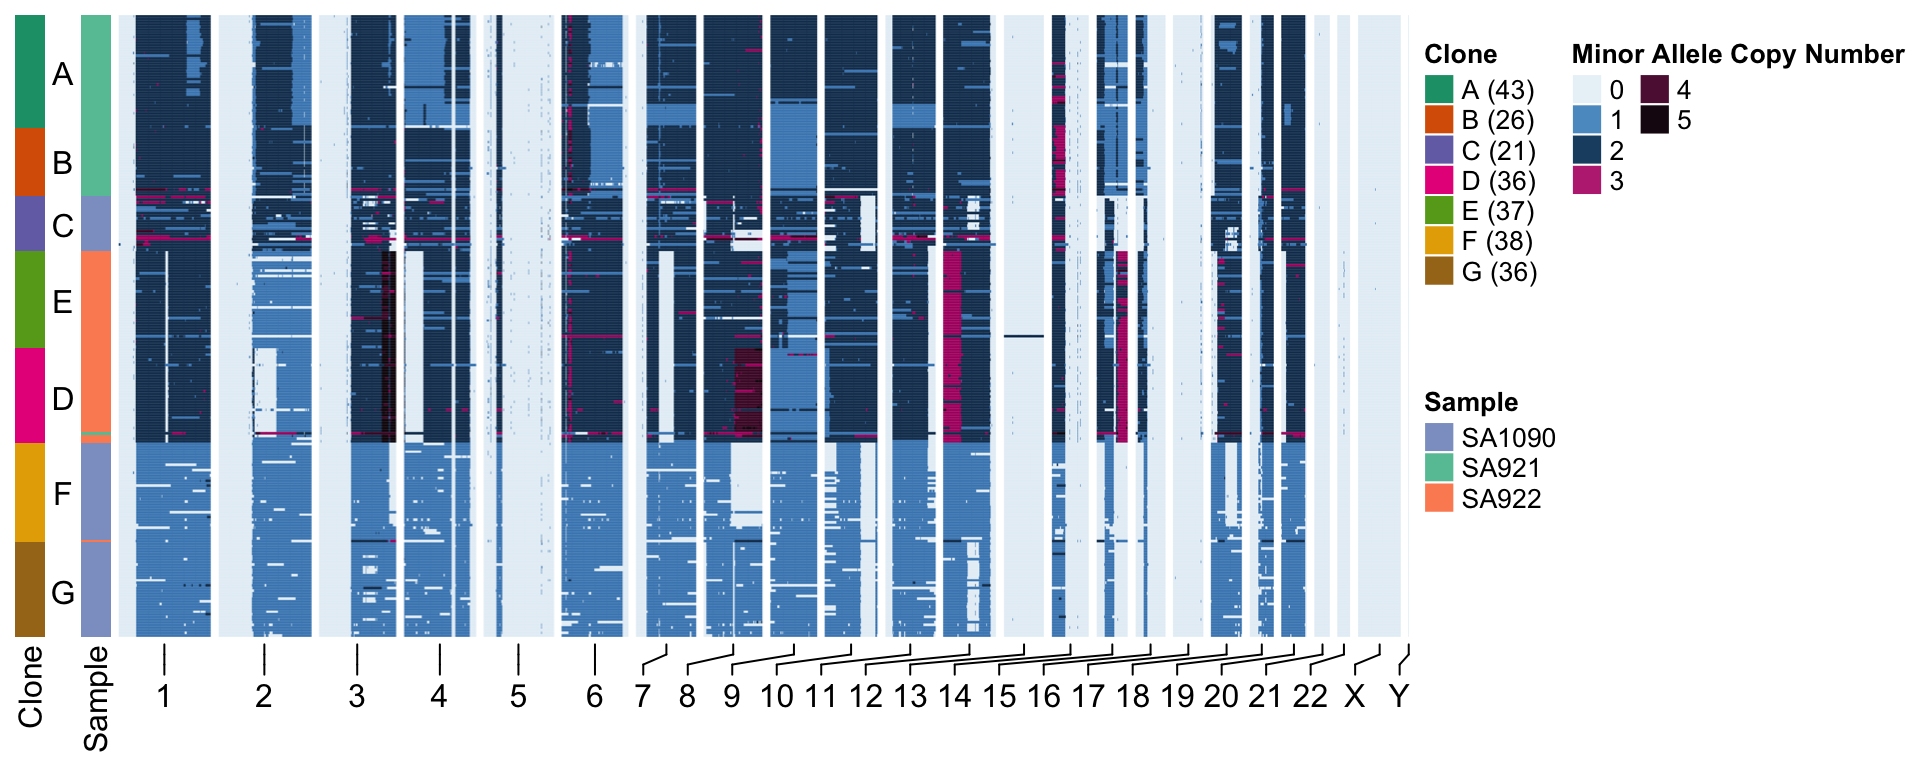 A
B
C
E
D
F
G
Clone
Sample
1 2 3 4 5 6 7 8 9 10 11 12 13 14 15 16 17 18 19 20 21 22 X Y
Clone
A (43)
B (26)
C (21)
D (36)
E (37)
F (38)
G (36)
Minor Allele Copy Number
0 4
1 5
2
3
Sample
SA1090
SA921
SA922